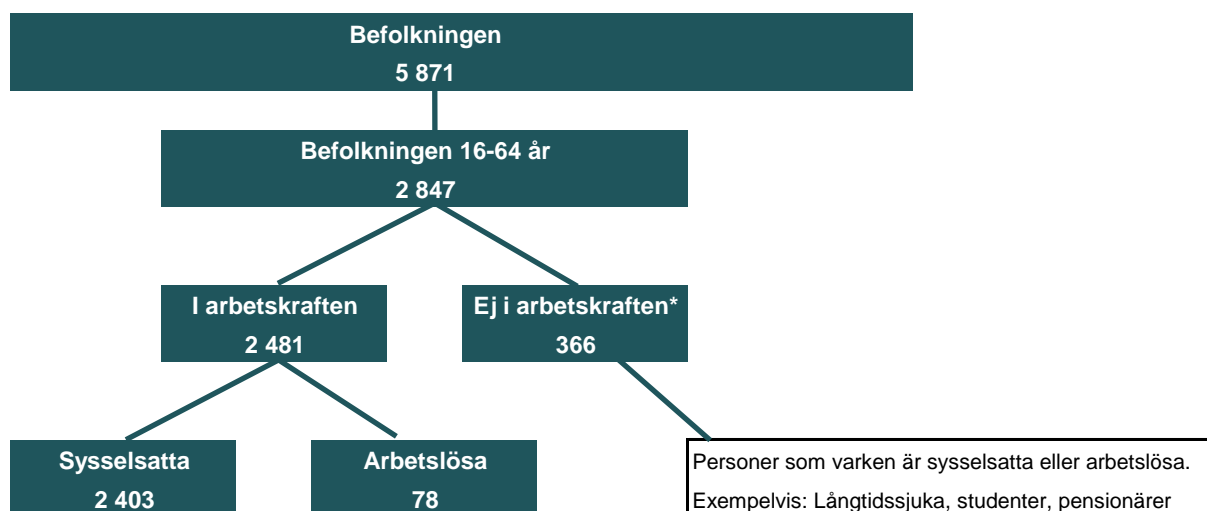 Befolkningen
5 871
Befolkningen 16-64 år
2 847
I arbetskraften
2 481
Ej i arbetskraften*
366
Sysselsatta
2 403
Arbetslösa
78
Personer som varken är sysselsatta eller arbetslösa.
Exempelvis: Långtidssjuka, studenter, pensionärer